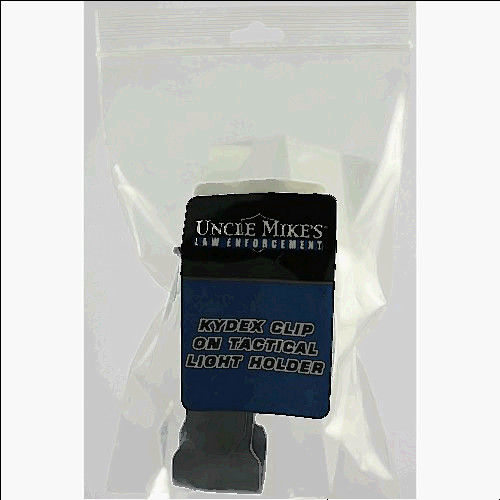 UNCLE MIKE'S
LAW ENFORCEMENT
KYDEX CLIP
ON TACTICAL
LIGHT HOLDER